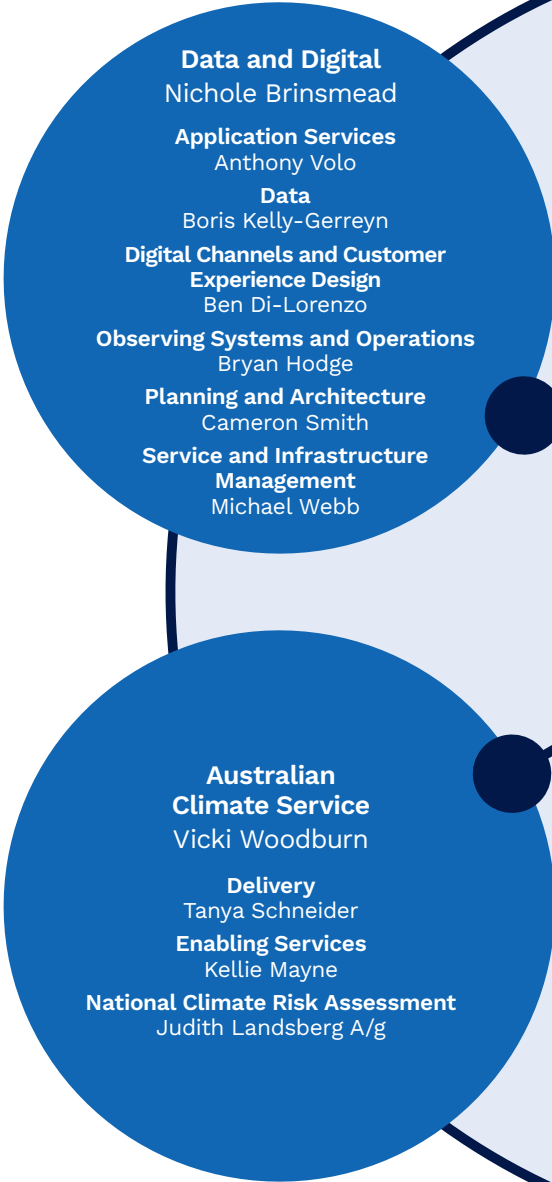 Data and Digital
Nichole Brinsmead
Application Services
Anthony Volo
Data
Boris Kelly-Gerreyn
Digital Channels and Customer
Experience Design
Ben Di-Lorenzo
Observing Systems and Operations
Bryan Hodge
Planning and Architecture
Cameron Smith
Service and Infrastructure
Management
Michael Webb
Australian
Climate Service
Vicki Woodburn
Delivery
Tanya Schneider
Enabling Services
Kellie Mayne
National Climate Risk Assessment
Judith Landsberg A/g